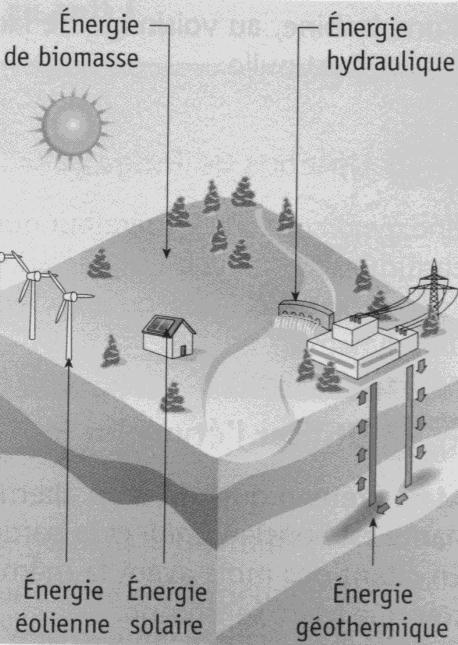 Énergie
de biomasse
Énergie
hydraulique
Énergie
éolienne
Énergie
solaire
Énergie
géothermique